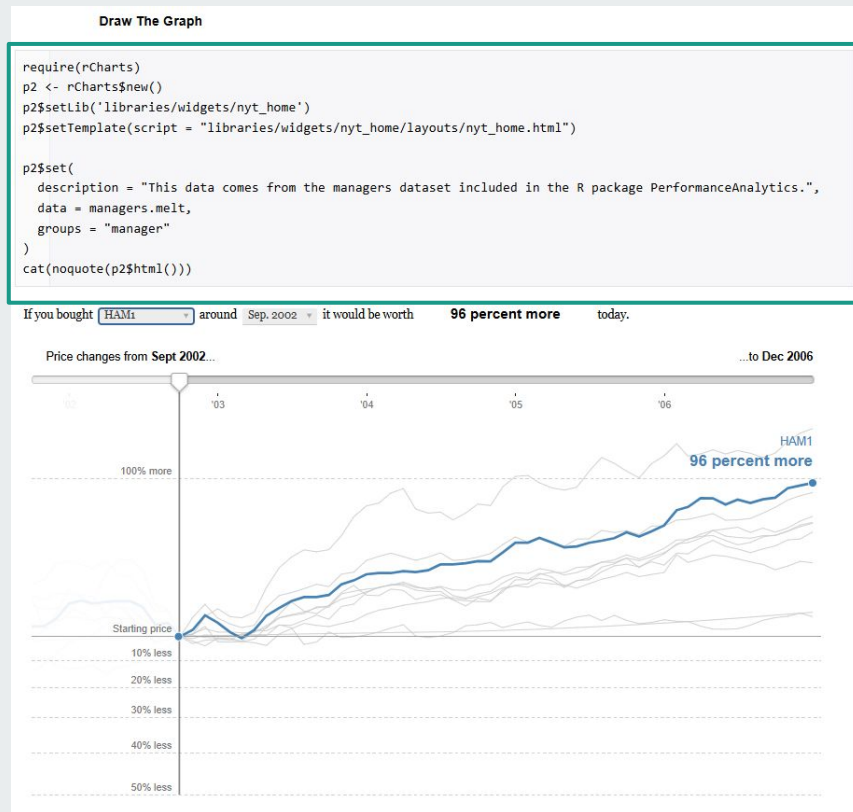 Draw The Graph
require(rCharts)
p2 <- rCharts$new()
p2$setLib('libraries/widgets/nyt_home')
p2$setTemplate(script = "libraries/widgets/nyt_home/layouts/nyt_home.html")
p2$set(
  description = "This data comes from the managers dataset included in the R package PerformanceAnalytics.",
  data = managers.melt,
  groups = "manager"
)
cat(noquote(p2$html()))
If you bought HAM1 around Sep. 2002 it would be worth 96 percent more today.
Price changes from Sept 2002... ...to Dec 2006
'02 '03 '04 '05 '06
HAM1
96 percent more
100% more
Starting price
10% less
20% less
30% less
40% less
50% less